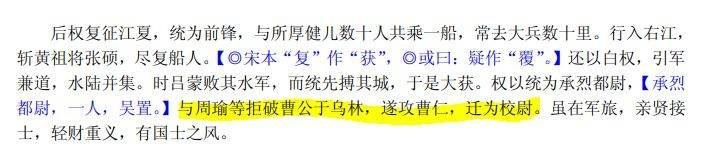 后权复征江夏，统为前锋，与所厚健儿数十人共乘一船，常去大兵数十里。行入右江，
斩黄祖将张硕，尽复船人。【◎宋本“复”作“获”，◎或曰：疑作“覆”。】还以白权，引军
兼道，水陆并集。时吕蒙败其水军，而统先搏其城，于是大获。权以统为承烈都尉，【承烈
都尉，一人，吴置。】与周瑜等拒破曹公于乌林，遂攻曹仁，迁为校尉。虽在军旅，亲贤接
士，轻财重义，有国士之风。